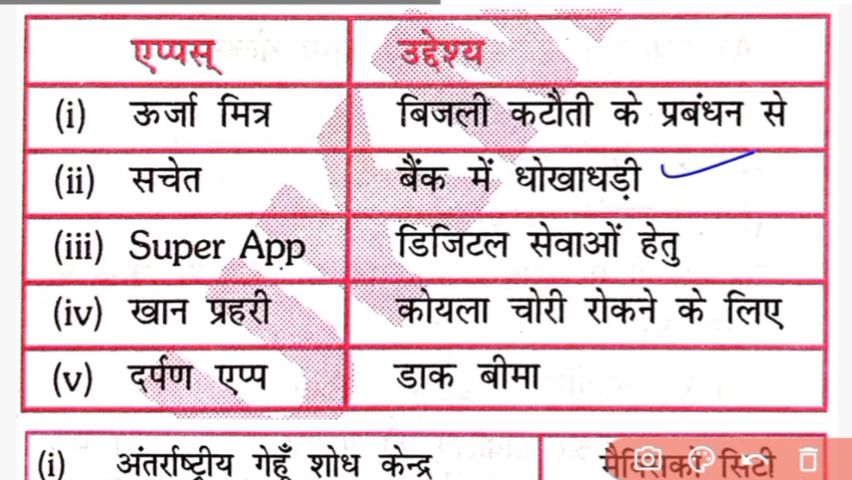 एप्पस् उद्देश्य
(i) ऊर्जा मित्र बिजली कटौती के प्रबंधन से
(ii) सचेत बैंक में धोखाधड़ी
(iii) Super App डिजिटल सेवाओं हेतु
(iv) खान प्रहरी कोयला चोरी रोकने के लिए
(v) दर्पण एप्प डाक बीमा
(i) अंतर्राष्ट्रीय गेहूँ शोध केन्द्र मैक्सिको सिटी